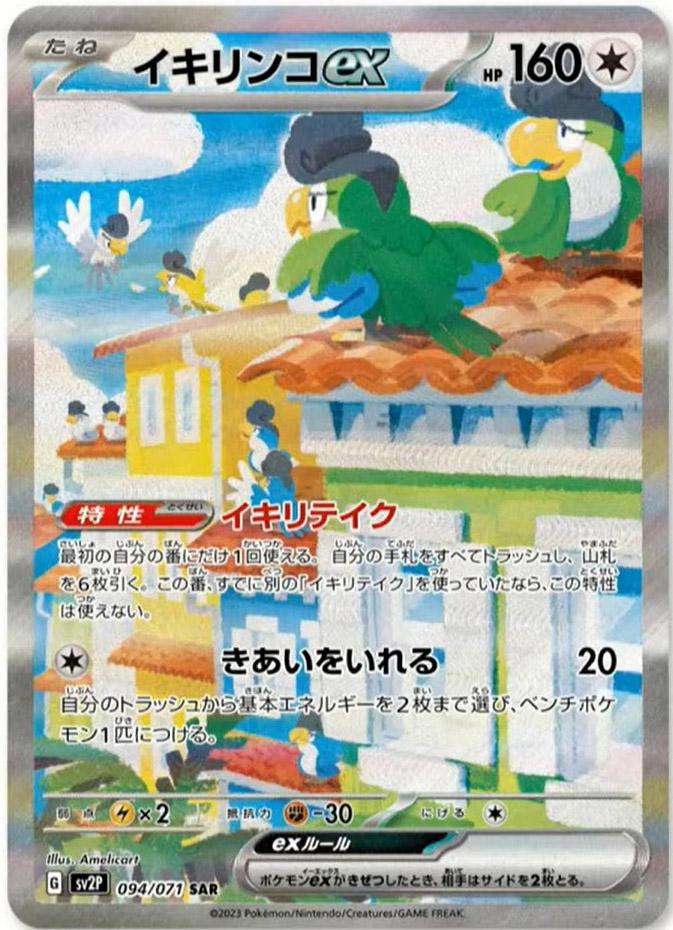 たね イキリンコex HP 160
特性 とくせい イキリテイク
最初の自分の番にだけ1回使える。自分の手札をすべてトラッシュし、山札
を6枚引く。この番、すでに別の「イキリテイク」を使っていたなら、この特性
は使えない。
きあいをいれる 20
自分のトラッシュから基本エネルギーを2枚まで選び、ベンチポケ
モン1匹につける。
弱点 ×2 抵抗力 -30 にげる
exルール
ポケモンexがきぜつしたとき、相手はサイドを2枚とる。
Illus. Amelicart
G sv2P 094/071 SAR
©2023 Pokémon/Nintendo/Creatures/GAME FREAK.